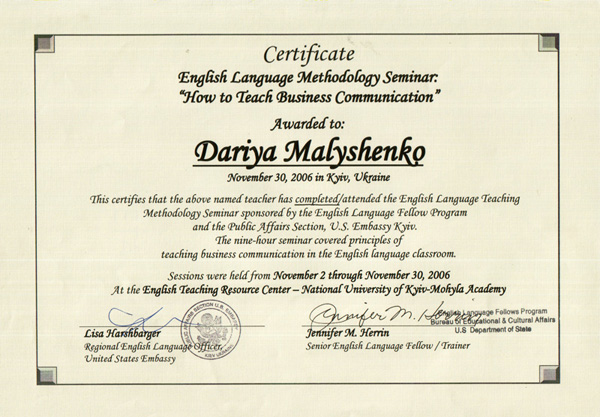 Certificate
English Language Methodology Seminar:
“How to Teach Business Communication”
Awarded to:
Dariya Malyshenko
November 30, 2006 in Kyiv, Ukraine
This certifies that the above named teacher has completed/attended the English Language Teaching
Methodology Seminar sponsored by the English Language Fellow Program
and the Public Affairs Section, U.S. Embassy Kyiv.
The nine-hour seminar covered principles of
teaching business communication in the English language classroom.
Sessions were held from November 2 through November 30, 2006
At the English Teaching Resource Center – National University of Kyiv-Mohyla Academy
Jennifer M. Herrin
English Language Fellows Program
Bureau of Educational & Cultural Affairs
U.S. Department of State
Lisa Harshbarger
Regional English Language Officer,
United States Embassy
Jennifer M. Herrin
Senior English Language Fellow / Trainer